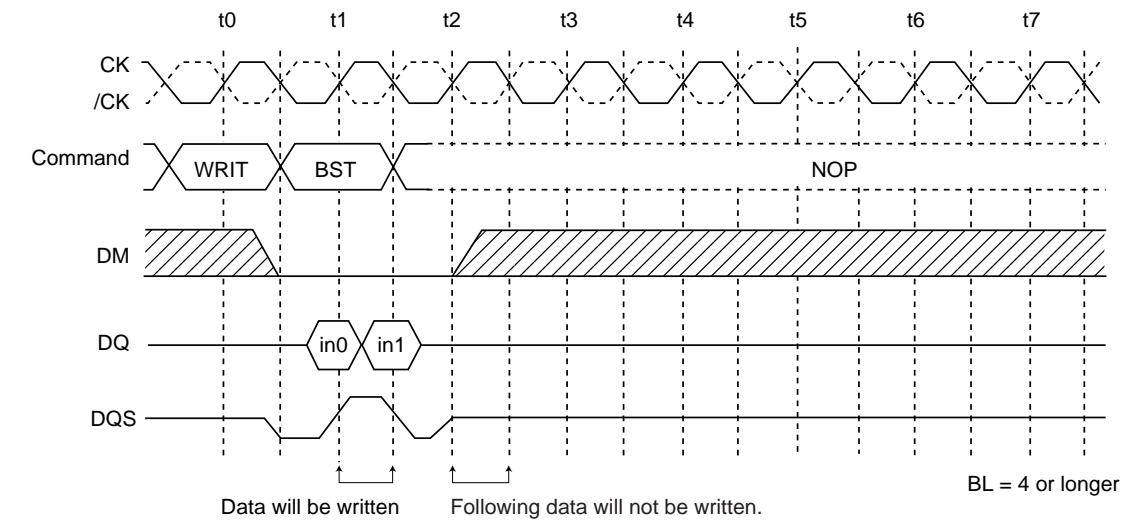 t0 t1 t2 t3 t4 t5 t6 t7
CK
/CK
Command WRIT BST NOP
DM
DQ in0 in1
DQS
BL = 4 or longer
Data will be written Following data will not be written.